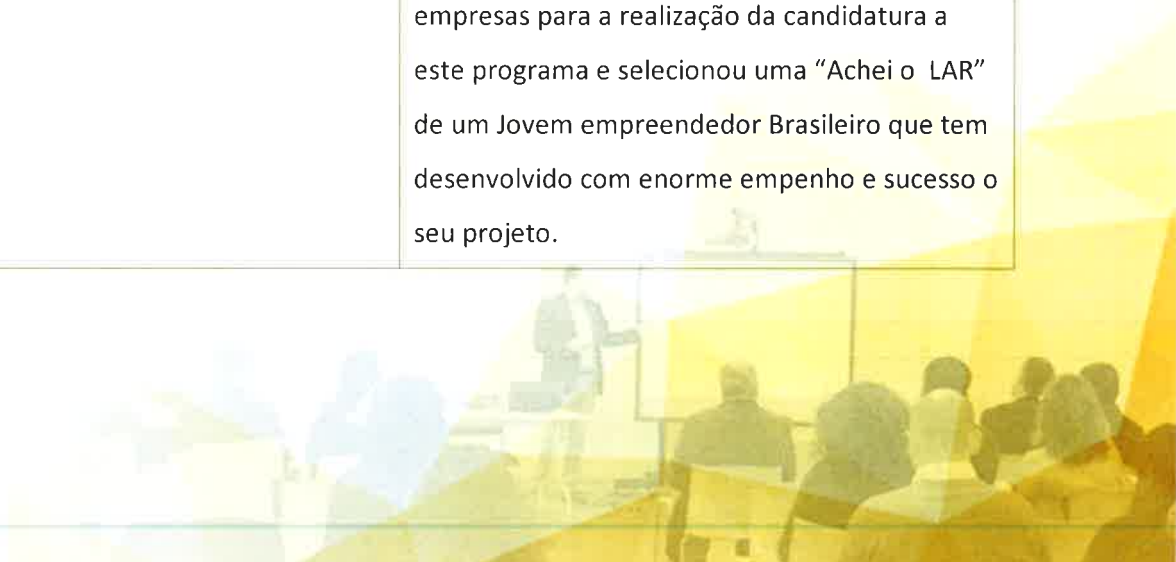 empresas para a realização da candidatura a
este programa e selecionou uma “Achei o LAR”
de um Jovem empreendedor Brasileiro que tem
desenvolvido com enorme empenho e sucesso o
seu projeto.